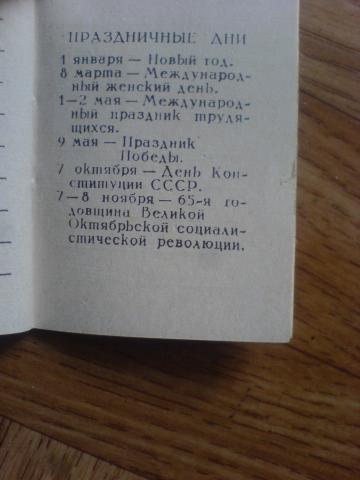 ПРАЗДНИЧНЫЕ ДНИ
1 января — Новый год.
8 марта — Международ-
ный женский день.
1—2 мая — Международ-
ный праздник трудя-
щихся.
9 мая — Праздник
Победы.
7 октября — День Кон-
ституции СССР.
7—8 ноября — 65-я го-
довщина Великой
Октябрьской социали-
стической революции.